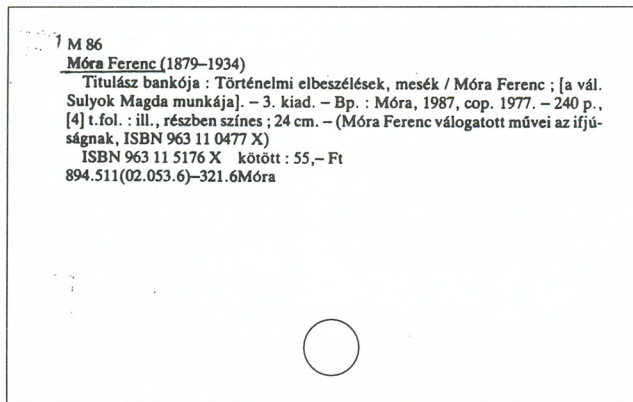 M 86
Móra Ferenc (1879–1934)
Titulász bankója : Történelmi elbeszélések, mesék / Móra Ferenc ; [a vál.
Sulyok Magda munkája]. – 3. kiad. – Bp. : Móra, 1987, cop. 1977. – 240 p.,
[4] t.fol. : ill., részben színes ; 24 cm. – (Móra Ferenc válogatott művei az ifjú-
ságnak, ISBN 963 11 0477 X)
ISBN 963 11 5176 X kötött : 55,– Ft
894.511(02.053.6)–321.6Móra